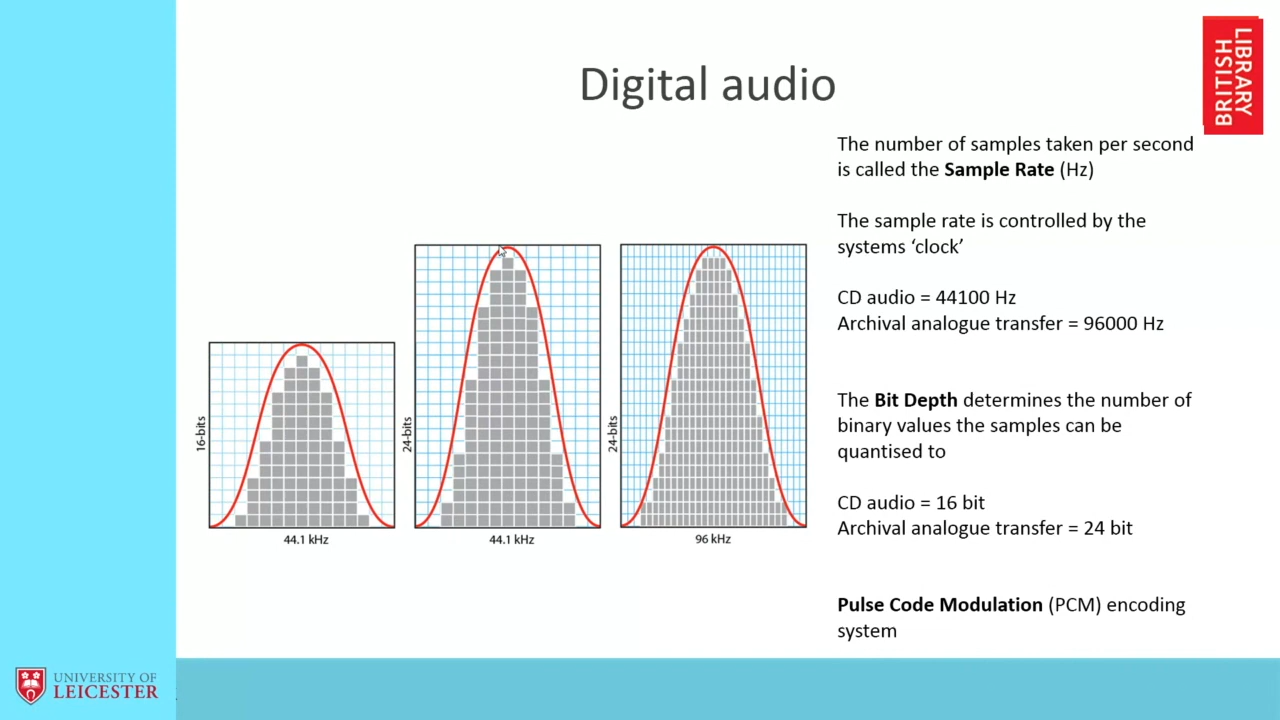 Digital audio
BRITISH
LIBRARY
The number of samples taken per second
is called the Sample Rate (Hz)
The sample rate is controlled by the
systems ‘clock’
CD audio = 44100 Hz
Archival analogue transfer = 96000 Hz
The Bit Depth determines the number of
binary values the samples can be
quantised to
CD audio = 16 bit
Archival analogue transfer = 24 bit
Pulse Code Modulation (PCM) encoding
system
16-bits
44.1 kHz
24-bits
44.1 kHz
24-bits
96 kHz
UNIVERSITY OF
LEICESTER